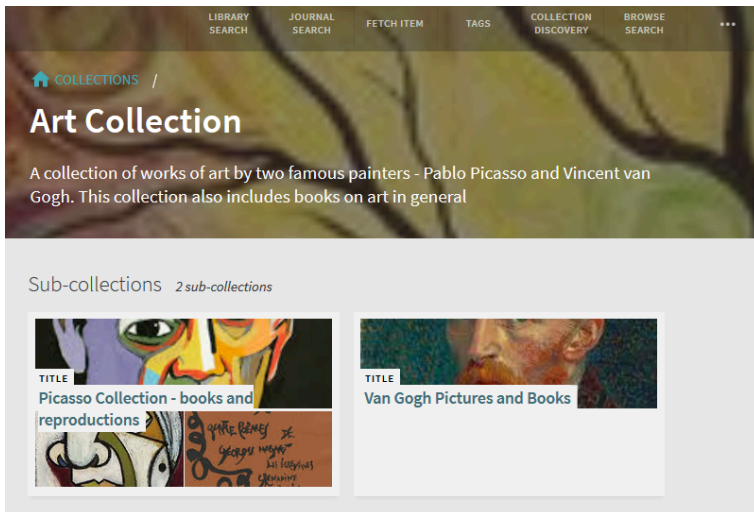 LIBRARY SEARCH
JOURNAL SEARCH
FETCH ITEM
TAGS
COLLECTION DISCOVERY
BROWSE SEARCH
•••
COLLECTIONS /
Art Collection
A collection of works of art by two famous painters - Pablo Picasso and Vincent van
Gogh. This collection also includes books on art in general
Sub-collections 2 sub-collections
TITLE
Picasso Collection - books and
reproductions
TITLE
Van Gogh Pictures and Books